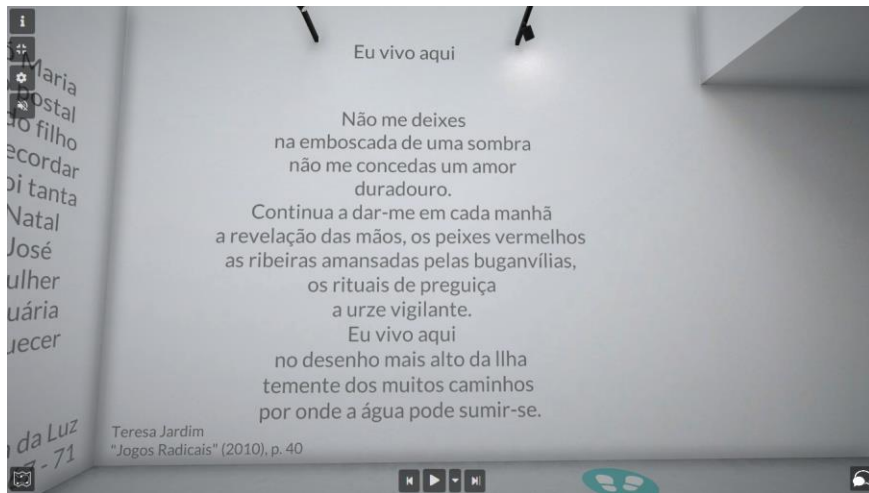 Maria
ostal
do filho
ecordar
oi tanta
Natal
José
ulher
uária
uecer
da Luz
- 71
Eu vivo aqui
Não me deixes
na emboscada de uma sombra
não me concedas um amor
duradouro.
Continua a dar-me em cada manhã
a revelação das mãos, os peixes vermelhos
as ribeiras amansadas pelas buganvílias,
os rituais de preguiça
a urze vigilante.
Eu vivo aqui
no desenho mais alto da Ilha
temente dos muitos caminhos
por onde a água pode sumir-se.
Teresa Jardim
"Jogos Radicais" (2010), p. 40